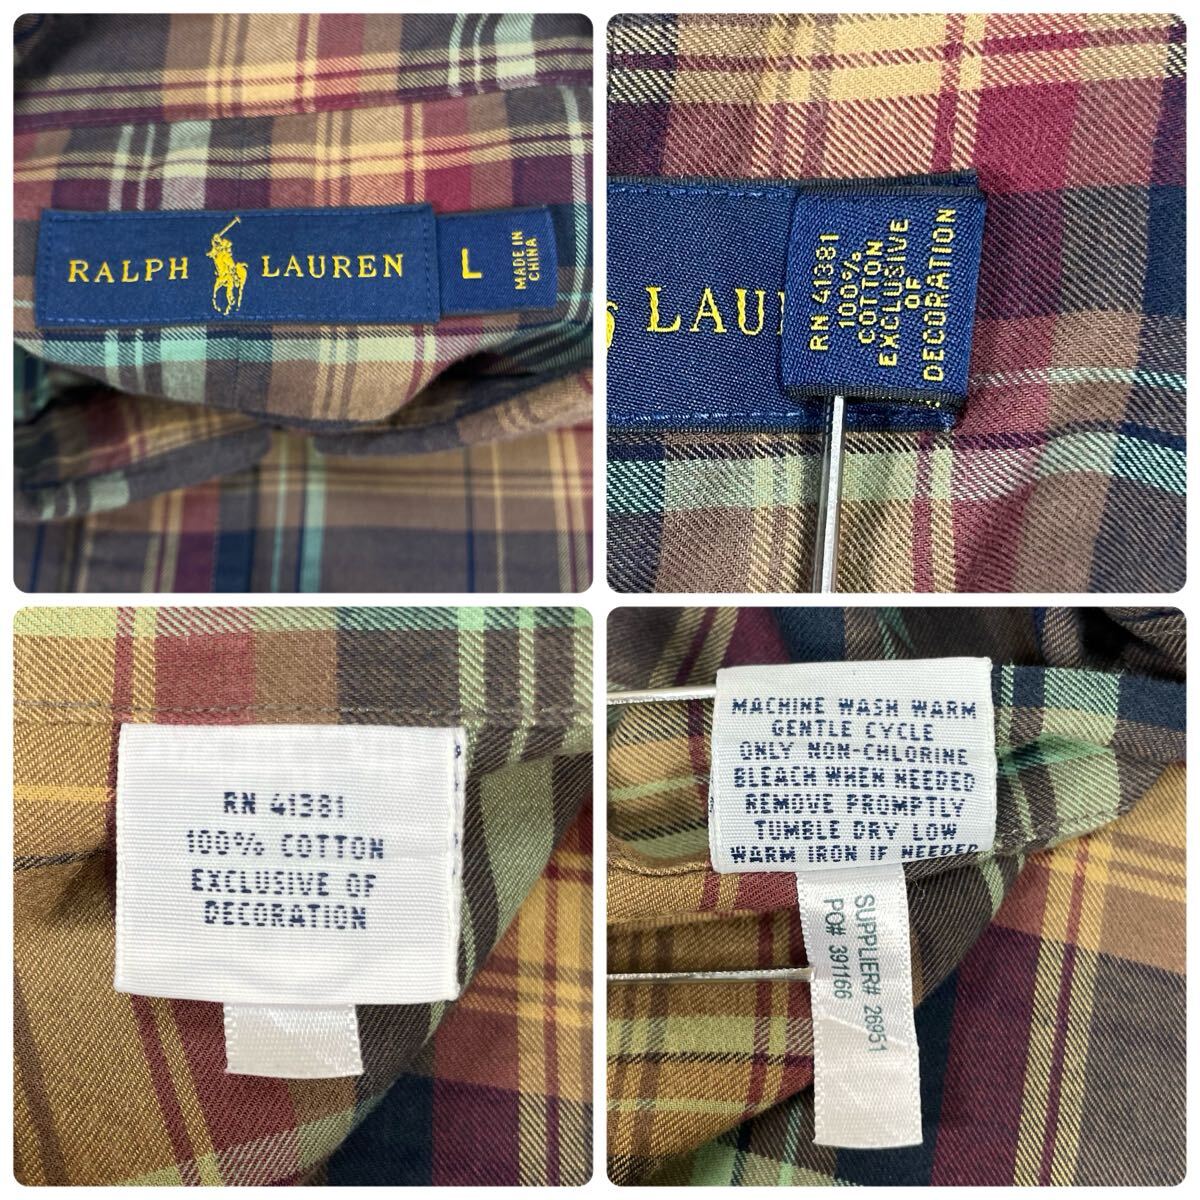 RALPH LAUREN
L
MADE IN
CHINA
LAU
RN 41381
100%
COTTON
EXCLUSIVE
OF
DECORATION
RN 41381
100% COTTON
EXCLUSIVE OF
DECORATION
MACHINE WASH WARM
GENTLE CYCLE
ONLY NON-CHLORINE
BLEACH WHEN NEEDED
REMOVE PROMPTLY
TUMBLE DRY LOW
WARM IRON IF NEEDED
SUPPLIER# 26951
PO# 391166